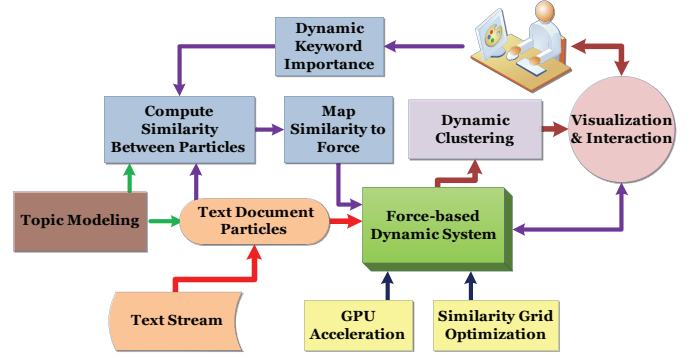 Dynamic
Keyword
Importance
Compute
Similarity
Between Particles
Map
Similarity to
Force
Dynamic
Clustering
Visualization
& Interaction
Topic Modeling
Text Document
Particles
Force-based
Dynamic System
Text Stream
GPU
Acceleration
Similarity Grid
Optimization